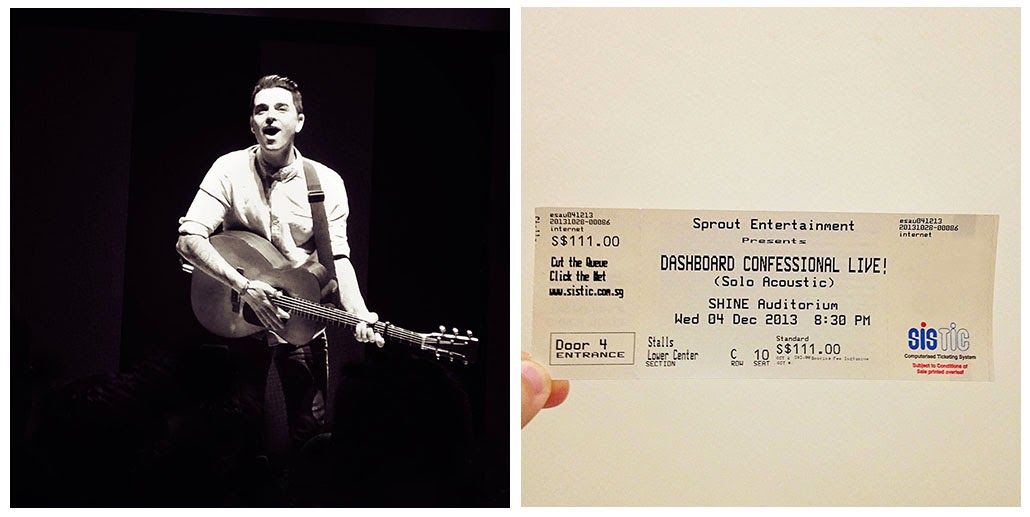 esau041213
20131028-00086
internet
S$111.00
Cut the Queue
Click the Net
www.sistic.com.sg
Door 4
ENTRANCE
Sprout Entertainment
Presents
DASHBOARD CONFESSIONAL LIVE!
(Solo Acoustic)
SHINE Auditorium
Wed 04 Dec 2013 8:30 PM
Stalls
Lower Center
SECTION
C
ROW
10
SEAT
Standard
S$111.00
esau041213
20131028-00086
internet
SISTIC
Computerised Ticketing System
Subject to Conditions of
Sale printed overleaf